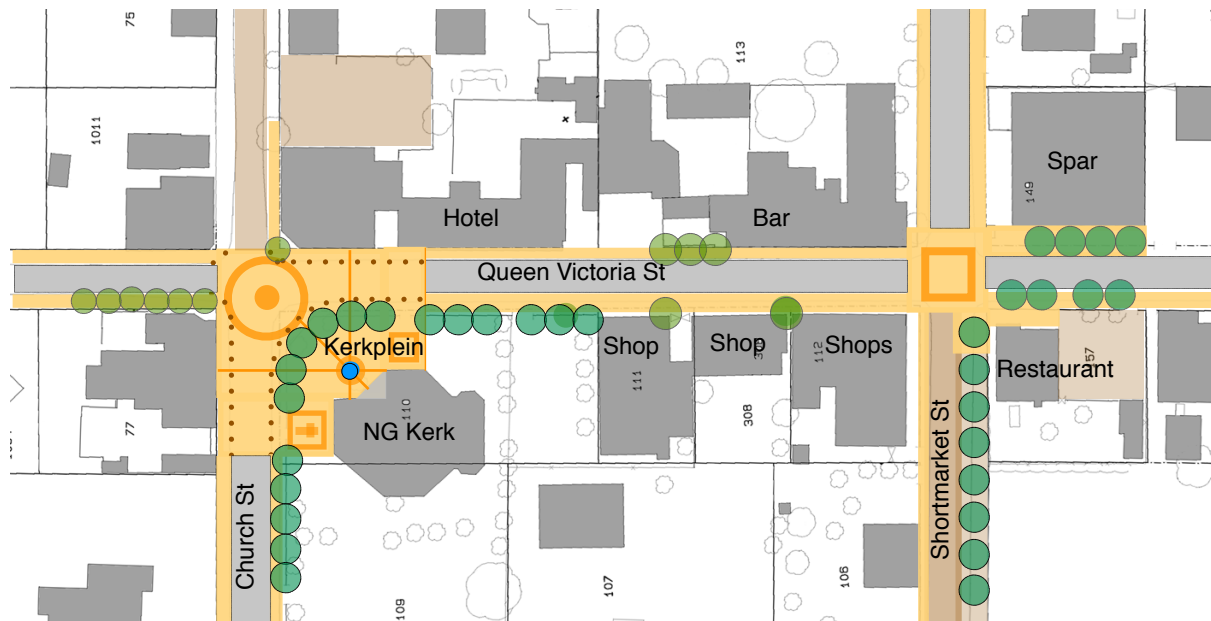 75
113
1011
Spar
149
Hotel
Bar
Queen Victoria St
Kerkplein
Shop
Shop
Shops
112
Restaurant
57
111
110
NG Kerk
308
77
Church St
Shortmarket St
107
106
109